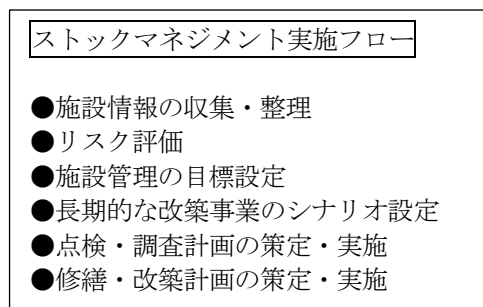 ストックマネジメント実施フロー
●施設情報の収集・整理
●リスク評価
●施設管理の目標設定
●長期的な改築事業のシナリオ設定
●点検・調査計画の策定・実施
●修繕・改築計画の策定・実施